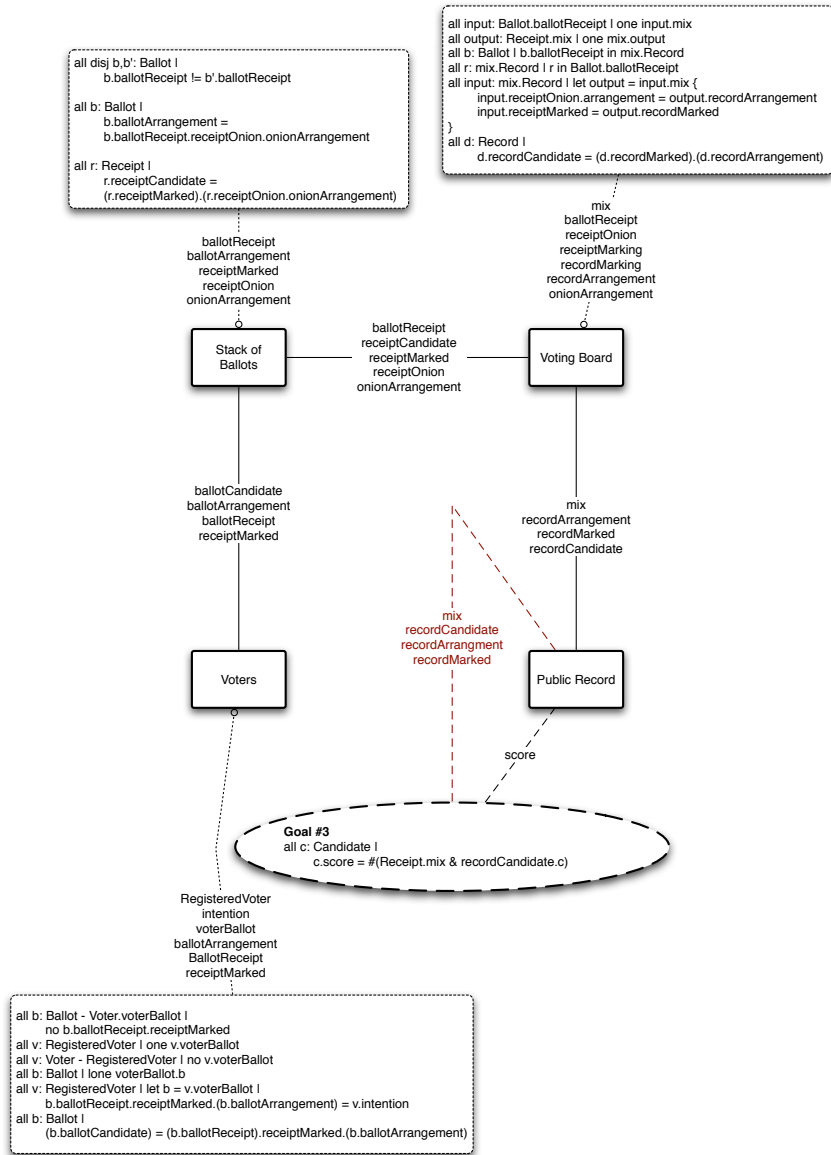 all input: Ballot.ballotReceipt | one input.mix
all output: Receipt.mix | one mix.output
all b: Ballot | b.ballotReceipt in mix.Record
all r: mix.Record | r in Ballot.ballotReceipt
all input: mix.Record | let output = input.mix {
input.receiptOnion.arrangement = output.recordArrangement
input.receiptMarked = output.recordMarked
}
all d: Record |
d.recordCandidate = (d.recordMarked).(d.recordArrangement)
all disj b,b': Ballot |
b.ballotReceipt != b'.ballotReceipt
all b: Ballot |
b.ballotArrangement =
b.ballotReceipt.receiptOnion.onionArrangement
all r: Receipt |
r.receiptCandidate =
(r.receiptMarked).(r.receiptOnion.onionArrangement)
mix
ballotReceipt
receiptOnion
receiptMarking
recordMarking
recordArrangement
onionArrangement
ballotReceipt
ballotArrangement
receiptMarked
receiptOnion
onionArrangement
Stack of
Ballots
ballotReceipt
receiptCandidate
receiptMarked
receiptOnion
onionArrangement
Voting Board
ballotCandidate
ballotArrangement
ballotReceipt
receiptMarked
mix
recordArrangement
recordMarked
recordCandidate
mix
recordCandidate
recordArrangment
recordMarked
Voters
Public Record
score
Goal #3
all c: Candidate |
c.score = #(Receipt.mix & recordCandidate.c)
RegisteredVoter
intention
voterBallot
ballotArrangement
BallotReceipt
receiptMarked
all b: Ballot - Voter.voterBallot |
no b.ballotReceipt.receiptMarked
all v: RegisteredVoter | one v.voterBallot
all v: Voter - RegisteredVoter | no v.voterBallot
all b: Ballot | lone voterBallot.b
all v: RegisteredVoter | let b = v.voterBallot |
b.ballotReceipt.receiptMarked.(b.ballotArrangement) = v.intention
all b: Ballot |
(b.ballotCandidate) = (b.ballotReceipt).receiptMarked.(b.ballotArrangement)